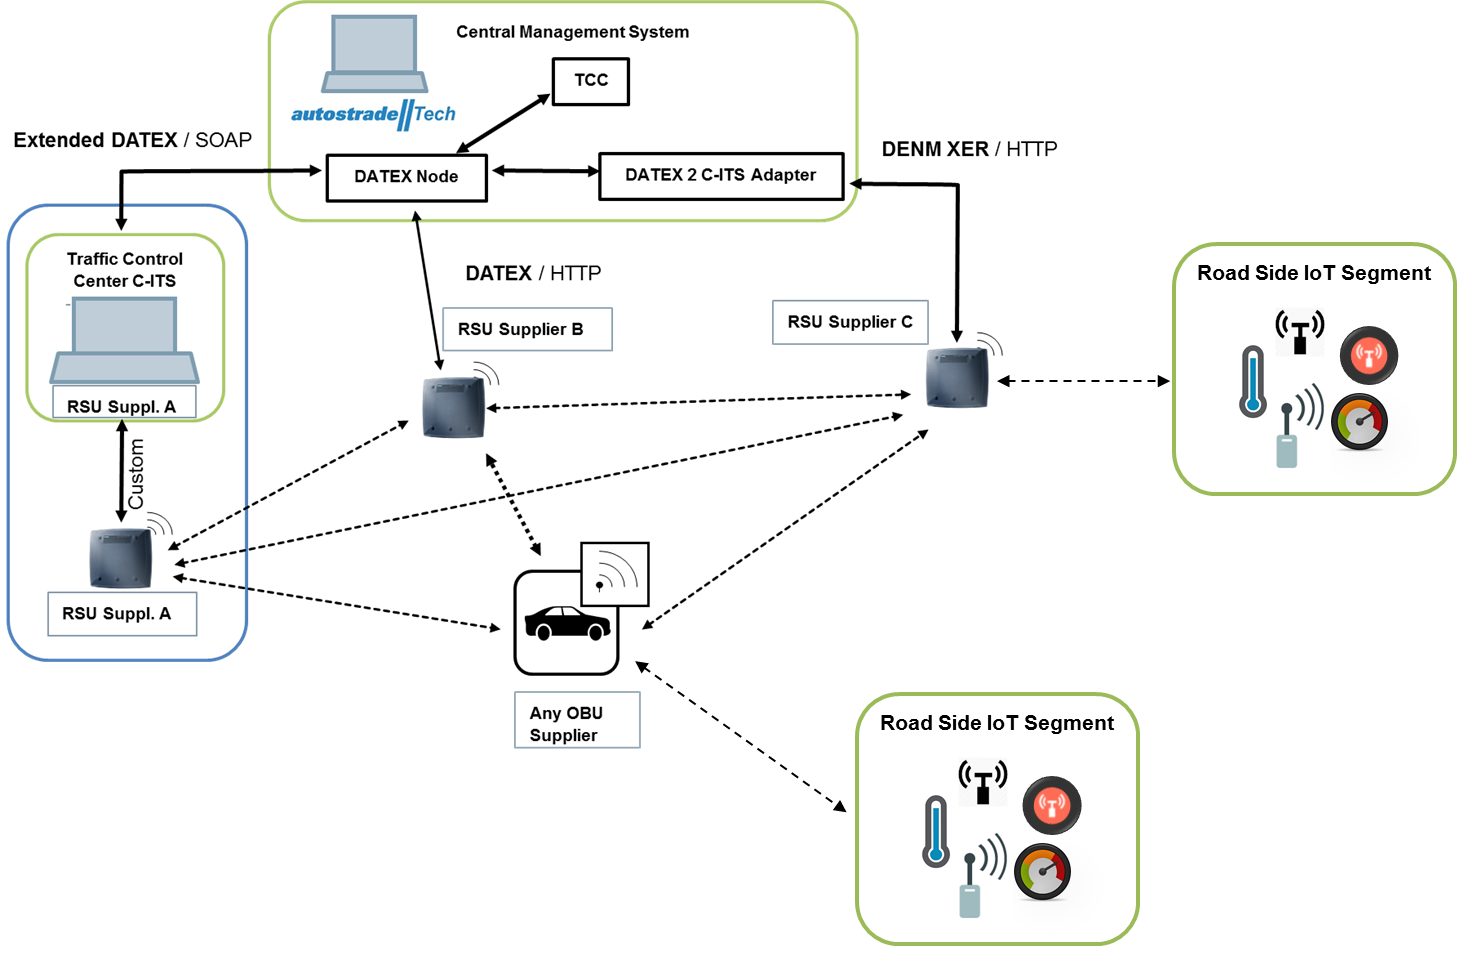 Central Management System
TCC
autostrade//Tech
Extended DATEX / SOAP
DENM XER / HTTP
DATEX Node
DATEX 2 C-ITS Adapter
Traffic Control
Center C-ITS
RSU Suppl. A
Custom
RSU Suppl. A
DATEX / HTTP
RSU Supplier B
RSU Supplier C
Road Side IoT Segment
Any OBU
Supplier
Road Side IoT Segment